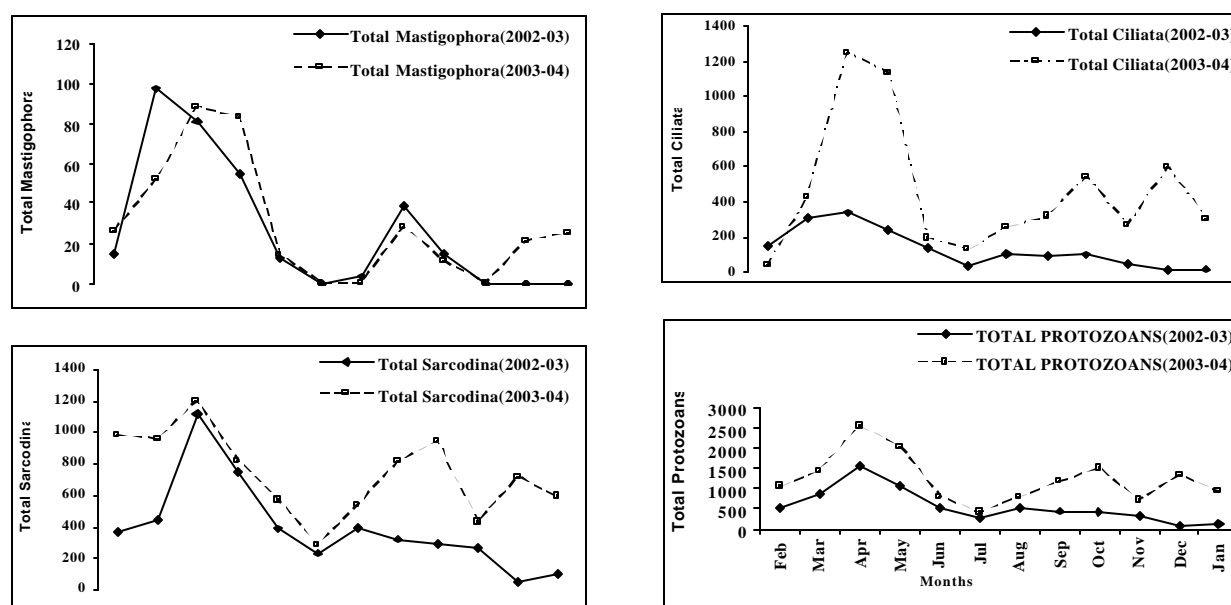 Total Mastigophora(2002-03)
Total Mastigophora(2003-04)
Total Mastigophora
120
100
80
60
40
20
0
Total Ciliata(2002-03)
Total Ciliata(2003-04)
Total Ciliata
1400
1200
1000
800
600
400
200
0
Total Sarcodina(2002-03)
Total Sarcodina(2003-04)
Total Sarcodina
1400
1200
1000
800
600
400
200
0
TOTAL PROTOZOANS(2002-03)
TOTAL PROTOZOANS(2003-04)
Total Protozoans
3000
2500
2000
1500
1000
500
0
Feb
Mar
Apr
May
Jun
Jul
Aug
Sep
Oct
Nov
Dec
Jan
Months